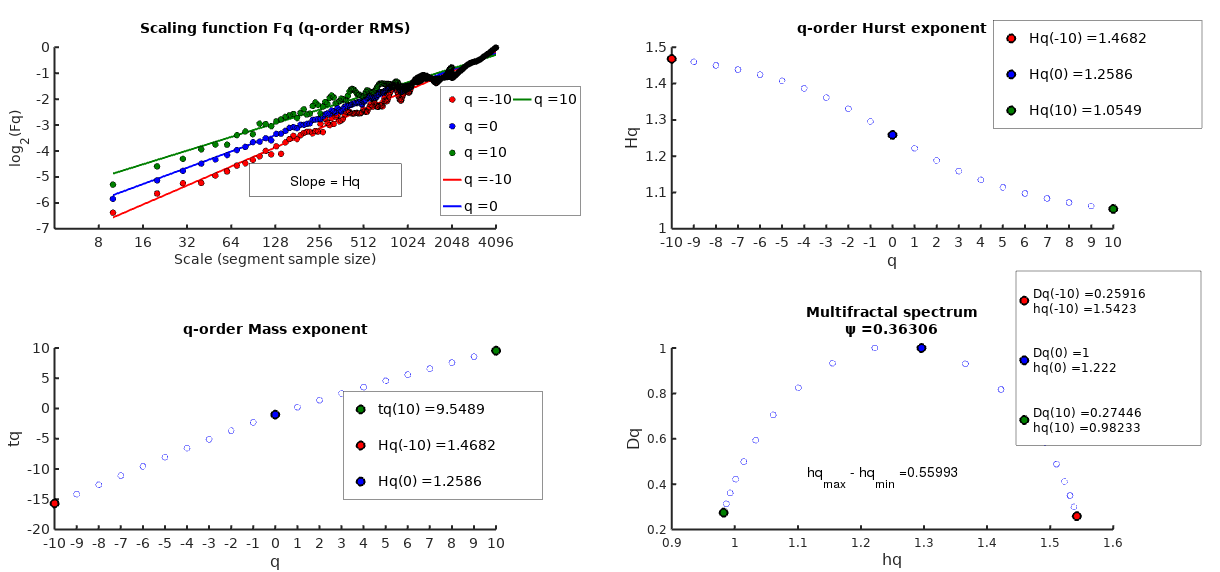 Scaling function Fq (q-order RMS)
0
-1
-2
-3
-4
-5
-6
-7
log2(Fq)
8 16 32 64 128 256 512 1024 2048 4096
Scale (segment sample size)
q =-10 q =10
q =0
q =10
q =-10
q =0
Slope = Hq
q-order Hurst exponent
Hq(-10) =1.4682
Hq(0) =1.2586
Hq(10) =1.0549
1.5
1.4
1.3
1.2
1.1
1
Hq
-10 -9 -8 -7 -6 -5 -4 -3 -2 -1 0 1 2 3 4 5 6 7 8 9 10
q
q-order Mass exponent
10
5
0
-5
-10
-15
-20
tq
-10 -9 -8 -7 -6 -5 -4 -3 -2 -1 0 1 2 3 4 5 6 7 8 9 10
q
tq(10) =9.5489
Hq(-10) =1.4682
Hq(0) =1.2586
Multifractal spectrum
ψ =0.36306
Dq(-10) =0.25916
hq(-10) =1.5423
Dq(0) =1
hq(0) =1.222
Dq(10) =0.27446
hq(10) =0.98233
1
0.8
0.6
0.4
0.2
Dq
hqmax - hqmin =0.55993
0.9 1 1.1 1.2 1.3 1.4 1.5 1.6
hq